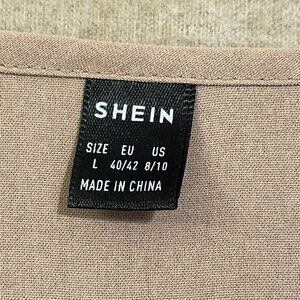 SHEIN
SIZE EU US
L 40/42 8/10
MADE IN CHINA